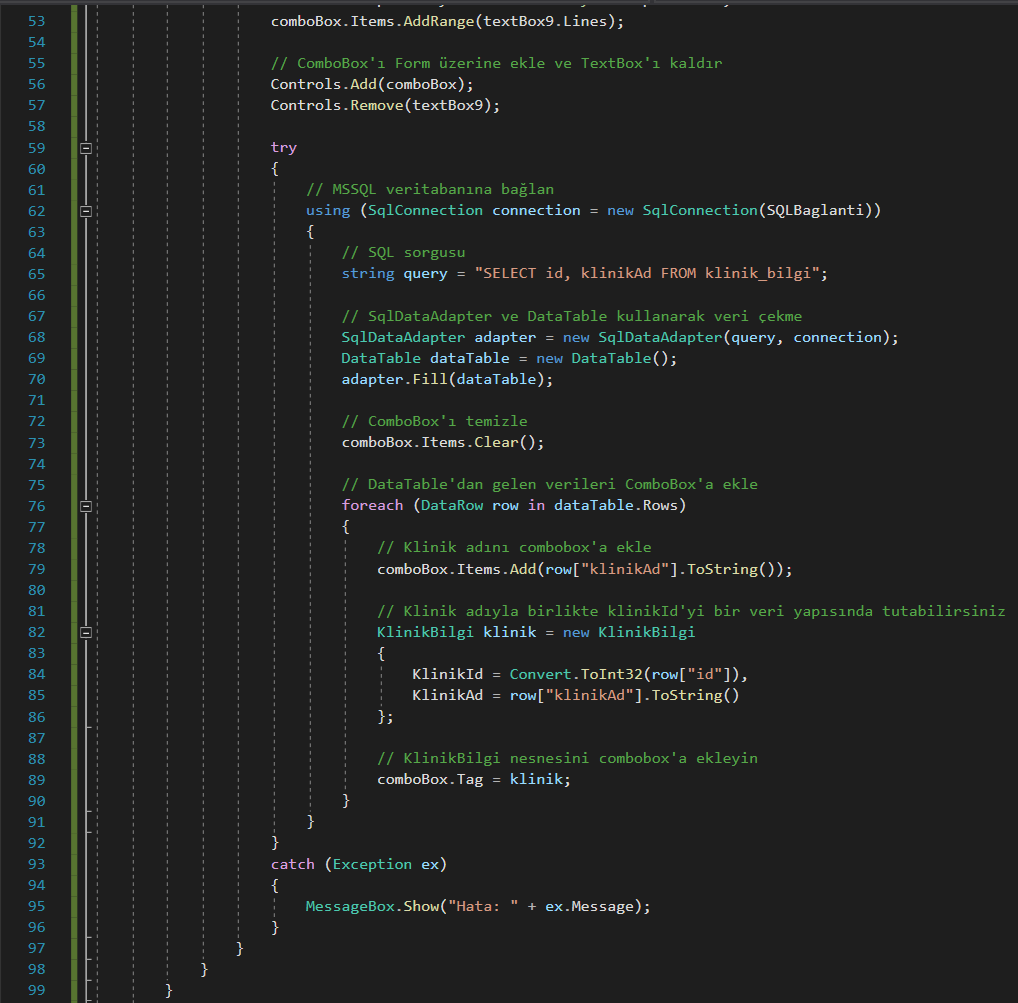 53 comboBox.Items.AddRange(textBox9.Lines);
54
55 // ComboBox'ı Form üzerine ekle ve TextBox'ı kaldır
56 Controls.Add(comboBox);
57 Controls.Remove(textBox9);
58
59 try
60 {
61 // MSSQL veritabanına bağlan
62 using (SqlConnection connection = new SqlConnection(SQLBaglanti))
63 {
64 // SQL sorgusu
65 string query = "SELECT id, klinikAd FROM klinik_bilgi";
66
67 // SqlDataAdapter ve DataTable kullanarak veri çekme
68 SqlDataAdapter adapter = new SqlDataAdapter(query, connection);
69 DataTable dataTable = new DataTable();
70 adapter.Fill(dataTable);
71
72 // ComboBox'ı temizle
73 comboBox.Items.Clear();
74
75 // DataTable'dan gelen verileri ComboBox'a ekle
76 foreach (DataRow row in dataTable.Rows)
77 {
78 // Klinik adını combobox'a ekle
79 comboBox.Items.Add(row["klinikAd"].ToString());
80
81 // Klinik adıyla birlikte klinikId'yi bir veri yapısında tutabilirsiniz
82 KlinikBilgi klinik = new KlinikBilgi
83 {
84 KlinikId = Convert.ToInt32(row["id"]),
85 KlinikAd = row["klinikAd"].ToString()
86 };
87
88 // KlinikBilgi nesnesini combobox'a ekleyin
89 comboBox.Tag = klinik;
90 }
91 }
92 }
93 catch (Exception ex)
94 {
95 MessageBox.Show("Hata: " + ex.Message);
96 }
97 }
98 }
99 }